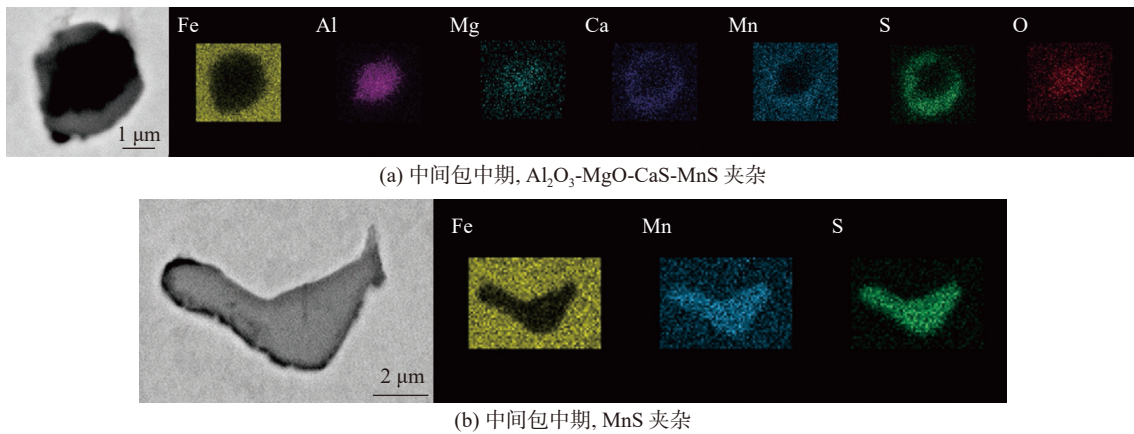 Fe Al Mg Ca Mn S O
1 μm
(a) 中间包中期, Al₂O₃-MgO-CaS-MnS 夹杂
Fe Mn S
2 μm
(b) 中间包中期, MnS 夹杂